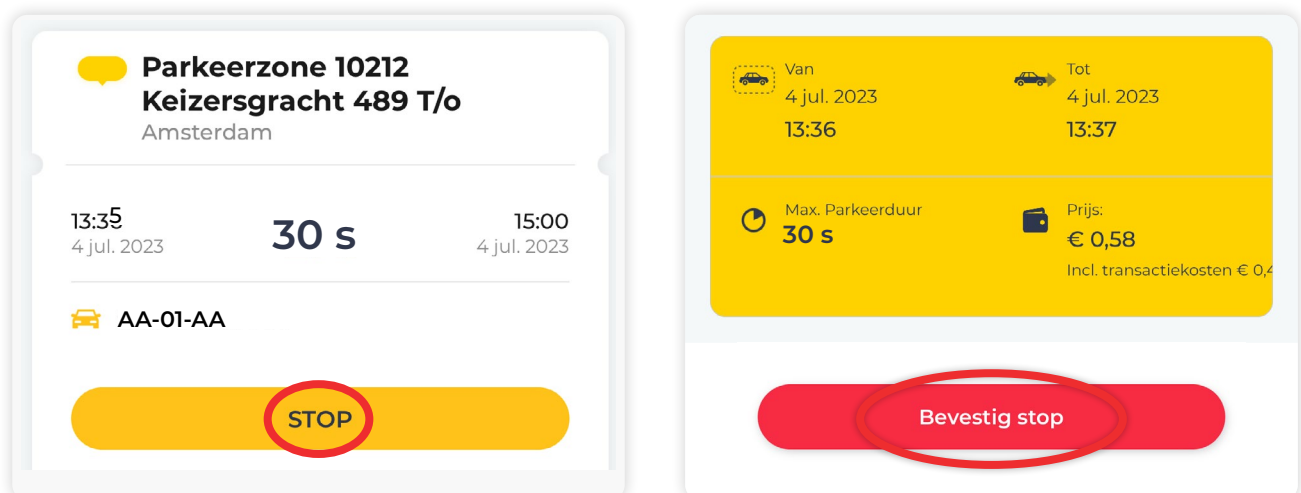 Parkeerzone 10212
Keizersgracht 489 T/o
Amsterdam
13:35
4 jul. 2023
30 s
15:00
4 jul. 2023
AA-01-AA
STOP
Van
4 jul. 2023
13:36
Tot
4 jul. 2023
13:37
Max. Parkeerduur
30 s
Prijs:
€ 0,58
Incl. transactiekosten € 0,4
Bevestig stop